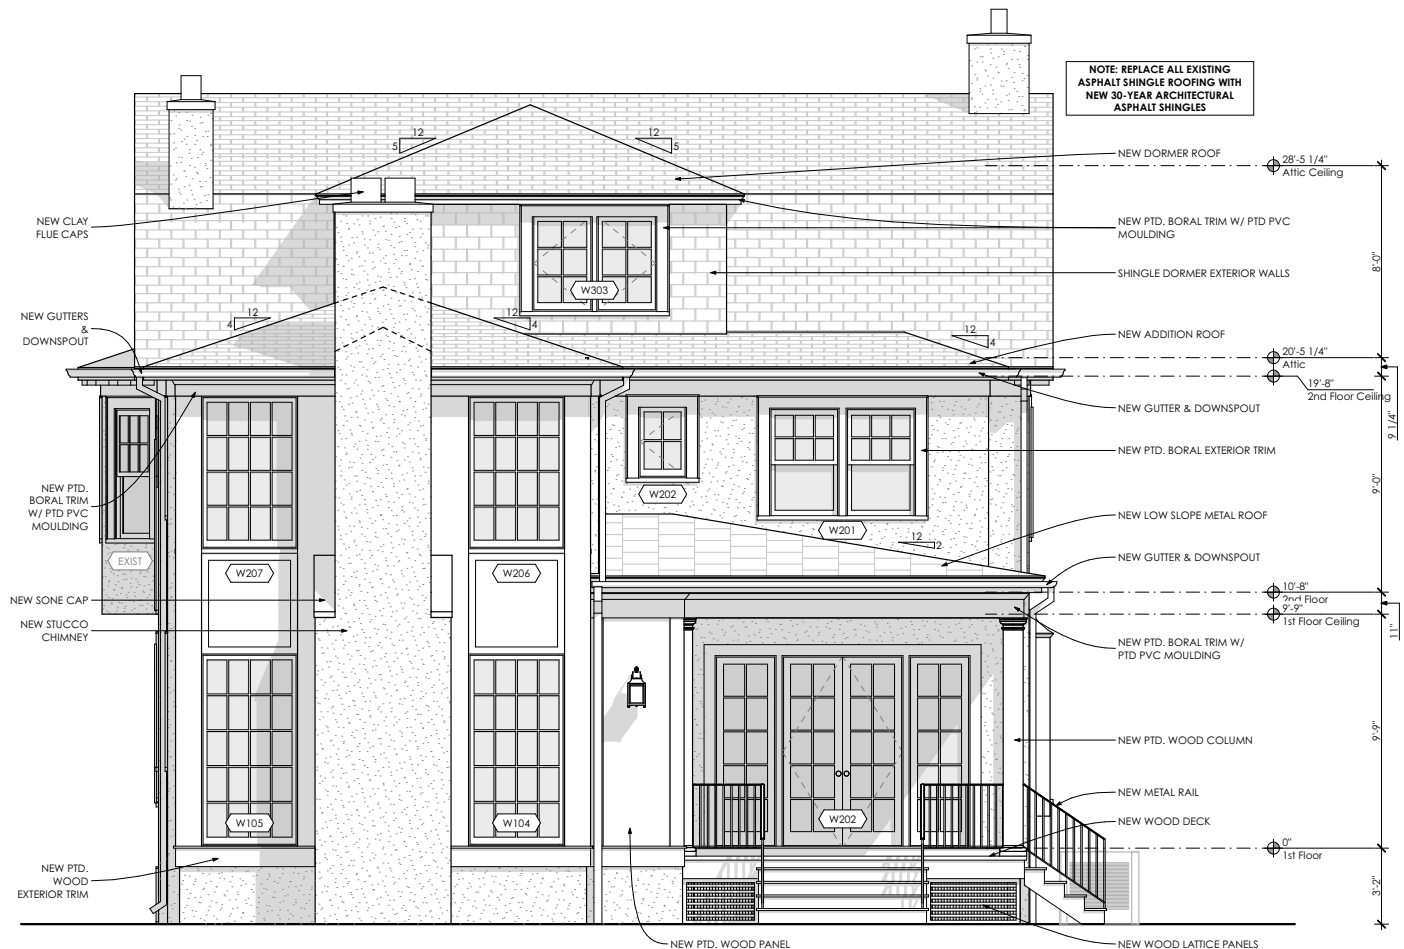 NOTE: REPLACE ALL EXISTING
ASPHALT SHINGLE ROOFING WITH
NEW 30-YEAR ARCHITECTURAL
ASPHALT SHINGLES
12
5
12
5
NEW DORMER ROOF
28'-5 1/4"
Attic Ceiling
NEW CLAY
FLUE CAPS
NEW PTD. BORAL TRIM W/ PTD PVC
MOULDING
SHINGLE DORMER EXTERIOR WALLS
8'-0"
W303
NEW GUTTERS
&
DOWNSPOUT
12
4
12
4
12
4
NEW ADDITION ROOF
20'-5 1/4"
Attic
19'-8"
2nd Floor Ceiling
9 1/4"
NEW GUTTER & DOWNSPOUT
NEW PTD. BORAL EXTERIOR TRIM
9'-0"
NEW PTD.
BORAL TRIM
W/ PTD PVC
MOULDING
W202
W201
NEW LOW SLOPE METAL ROOF
12
2
EXIST
W207
W206
NEW GUTTER & DOWNSPOUT
10'-8"
2nd Floor
9'-9"
1st Floor Ceiling
11"
NEW SONE CAP
NEW STUCCO
CHIMNEY
NEW PTD. BORAL TRIM W/
PTD PVC MOULDING
NEW PTD. WOOD COLUMN
9'-9"
NEW METAL RAIL
NEW WOOD DECK
W105
W104
W202
0"
1st Floor
NEW PTD.
WOOD
EXTERIOR TRIM
3'-2"
NEW PTD. WOOD PANEL
NEW WOOD LATTICE PANELS